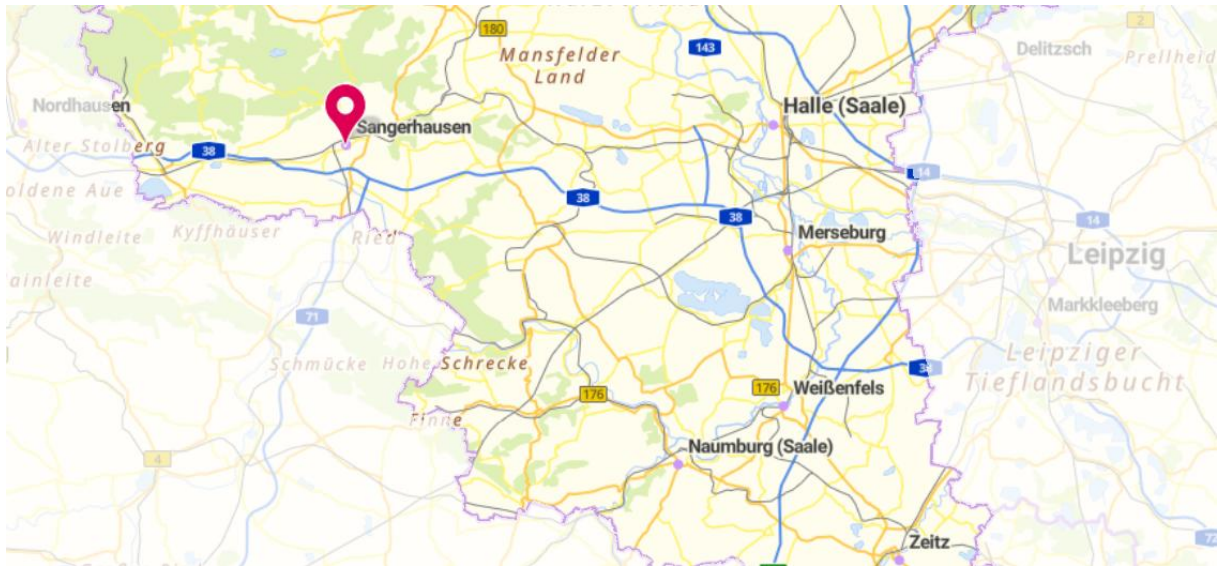 180
143
Mansfelder
Land
Delitzsch
2
Prellheid
Nordhausen
Halle (Saale)
Sangerhausen
Alter Stolberg
38
14
oldene Aue
38
38
14
Windleite
Kyffhäuser
Ried
Merseburg
Leipzig
ainleite
Markkleeberg
71
Schmücke
Hohe Schrecke
Leipziger
Tieflandsbucht
38
176
176
Weißenfels
Finne
Naumburg (Saale)
4
Zeitz
72